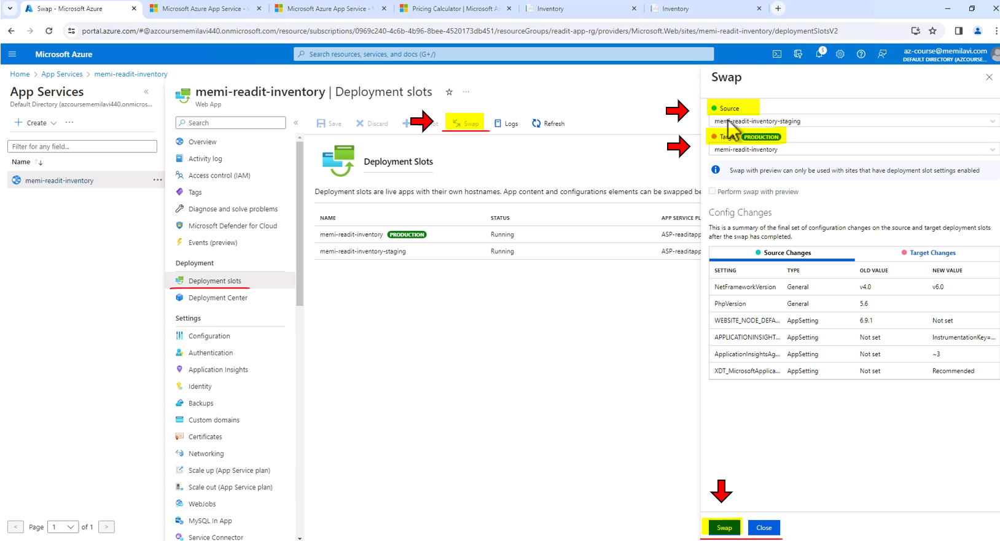 Swap - Microsoft Azure
Microsoft Azure App Service -
Microsoft Azure App Service -
Pricing Calculator | Microsoft A
Inventory
Inventory
portal.azure.com/#@azcoursememilavi440.onmicrosoft.com/resource/subscriptions/0969c240-4c6b-4b96-8bee-4520173db451/resourceGroups/readit-app-rg/providers/Microsoft.Web/sites/memi-readit-inventory/deploymentSlotsV2
Microsoft Azure
Search resources, services, and docs (G+/)
5
az-course@memilavi.com
DEFAULT DIRECTORY (AZCOURSE...
Home > App Services > memi-readit-inventory
App Services
Default Directory (azcoursememilavi440.onmicros...
Create
Filter for any field...
Name
memi-readit-inventory
Page 1 of 1
memi-readit-inventory | Deployment slots
Web App
Search
Overview
Activity log
Access control (IAM)
Tags
Diagnose and solve problems
Microsoft Defender for Cloud
Events (preview)
Deployment
Deployment slots
Deployment Center
Settings
Configuration
Authentication
Application Insights
Identity
Backups
Custom domains
Certificates
Networking
Scale up (App Service plan)
Scale out (App Service plan)
WebJobs
MySQL In App
Service Connector
Save Discard Swap Logs Refresh
Deployment Slots
Deployment slots are live apps with their own hostnames. App content and configurations elements can be swapped be
NAME STATUS APP SERVICE PL
memi-readit-inventory PRODUCTION Running ASP-readitapp
memi-readit-inventory-staging Running ASP-readitapp
Swap
Source
memi-readit-inventory-staging
PRODUCTION
memi-readit-inventory
Swap with preview can only be used with sites that have deployment slot settings enabled
Perform swap with preview
Config Changes
This is a summary of the final set of configuration changes on the source and target deployment slots
after the swap has completed.
Source Changes Target Changes
SETTING TYPE OLD VALUE NEW VALUE
NetFrameworkVersion General v4.0 v6.0
PhpVersion General 5.6
WEBSITE_NODE_DEFA... AppSetting 6.9.1 Not set
APPLICATIONINSIGHT... AppSetting Not set InstrumentationKey=...
ApplicationInsightsAg... AppSetting Not set ~3
XDT_MicrosoftApplica... AppSetting Not set Recommended
Swap Close